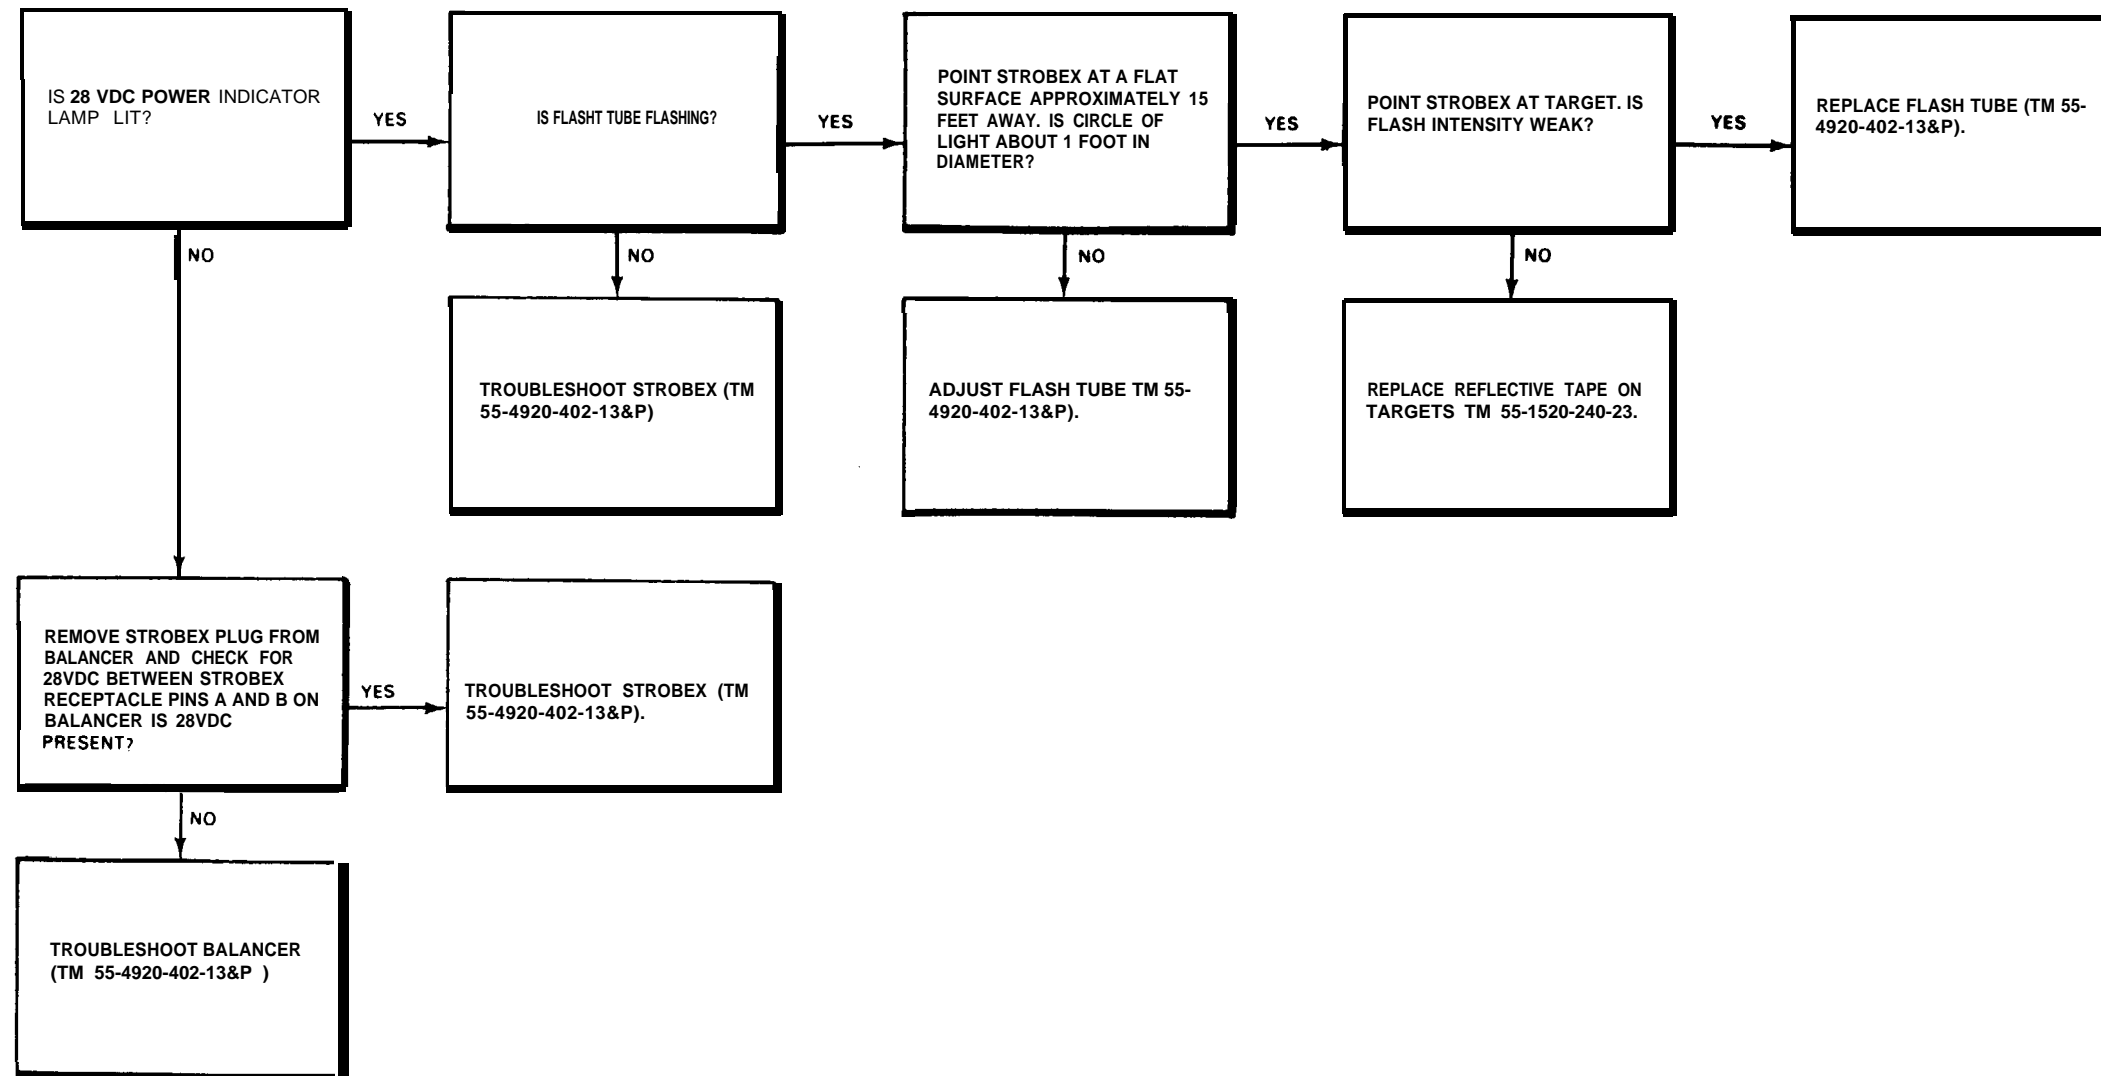 IS 28 VDC POWER INDICATOR
LAMP LIT?
YES
IS FLASHT TUBE FLASHING?
YES
POINT STROBEX AT A FLAT
SURFACE APPROXIMATELY 15
FEET AWAY. IS CIRCLE OF
LIGHT ABOUT 1 FOOT IN
DIAMETER?
YES
POINT STROBEX AT TARGET. IS
FLASH INTENSITY WEAK?
YES
REPLACE FLASH TUBE (TM 55-
4920-402-13&P).
NO
NO
NO
NO
TROUBLESHOOT STROBEX (TM
55-4920-402-13&P)
ADJUST FLASH TUBE TM 55-
4920-402-13&P).
REPLACE REFLECTIVE TAPE ON
TARGETS TM 55-1520-240-23.
REMOVE STROBEX PLUG FROM
BALANCER AND CHECK FOR
28VDC BETWEEN STROBEX
RECEPTACLE PINS A AND B ON
BALANCER IS 28VDC
PRESENT?
YES
TROUBLESHOOT STROBEX (TM
55-4920-402-13&P).
NO
TROUBLESHOOT BALANCER
(TM 55-4920-402-13&P )